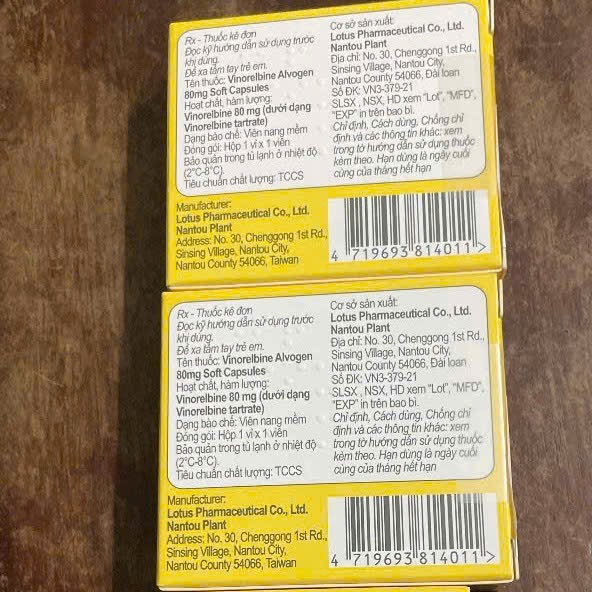 Rx - Thuốc kê đơn
Đọc kỹ hướng dẫn sử dụng trước
khi dùng.
Để xa tầm tay trẻ em.
Tên thuốc: Vinorelbine Alvogen
80mg Soft Capsules
Hoạt chất, hàm lượng:
Vinorelbine 80 mg (dưới dạng
Vinorelbine tartrate)
Dạng bào chế: Viên nang mềm
Đóng gói: Hộp 1 vỉ x 1 viên
Bảo quản trong tủ lạnh ở nhiệt độ
(2°C-8°C).
Tiêu chuẩn chất lượng: TCCS
Cơ sở sản xuất:
Lotus Pharmaceutical Co., Ltd.
Nantou Plant
Địa chỉ: No. 30, Chenggong 1st Rd.,
Sinsing Village, Nantou City,
Nantou County 54066, Đài loan
Số ĐK: VN3-379-21
SLSX , NSX, HD xem "Lot", "MFD",
"EXP" in trên bao bì.
Chỉ định, Cách dùng, Chống chỉ
định và các thông tin khác: xem
trong tờ hướng dẫn sử dụng thuốc
kèm theo. Hạn dùng là ngày cuối
cùng của tháng hết hạn
Manufacturer:
Lotus Pharmaceutical Co., Ltd.
Nantou Plant
Address: No. 30, Chenggong 1st Rd.,
Sinsing Village, Nantou City,
Nantou County 54066, Taiwan
4 719693 814011 >
Rx - Thuốc kê đơn
Đọc kỹ hướng dẫn sử dụng trước
khi dùng.
Để xa tầm tay trẻ em.
Tên thuốc: Vinorelbine Alvogen
80mg Soft Capsules
Hoạt chất, hàm lượng:
Vinorelbine 80 mg (dưới dạng
Vinorelbine tartrate)
Dạng bào chế: Viên nang mềm
Đóng gói: Hộp 1 vỉ x 1 viên
Bảo quản trong tủ lạnh ở nhiệt độ
(2°C-8°C).
Tiêu chuẩn chất lượng: TCCS
Cơ sở sản xuất:
Lotus Pharmaceutical Co., Ltd.
Nantou Plant
Địa chỉ: No. 30, Chenggong 1st Rd.,
Sinsing Village, Nantou City,
Nantou County 54066, Đài loan
Số ĐK: VN3-379-21
SLSX , NSX, HD xem "Lot", "MFD",
"EXP" in trên bao bì.
Chỉ định, Cách dùng, Chống chỉ
định và các thông tin khác: xem
trong tờ hướng dẫn sử dụng thuốc
kèm theo. Hạn dùng là ngày cuối
cùng của tháng hết hạn
Manufacturer:
Lotus Pharmaceutical Co., Ltd.
Nantou Plant
Address: No. 30, Chenggong 1st Rd.,
Sinsing Village, Nantou City,
Nantou County 54066, Taiwan
4 719693 814011 >